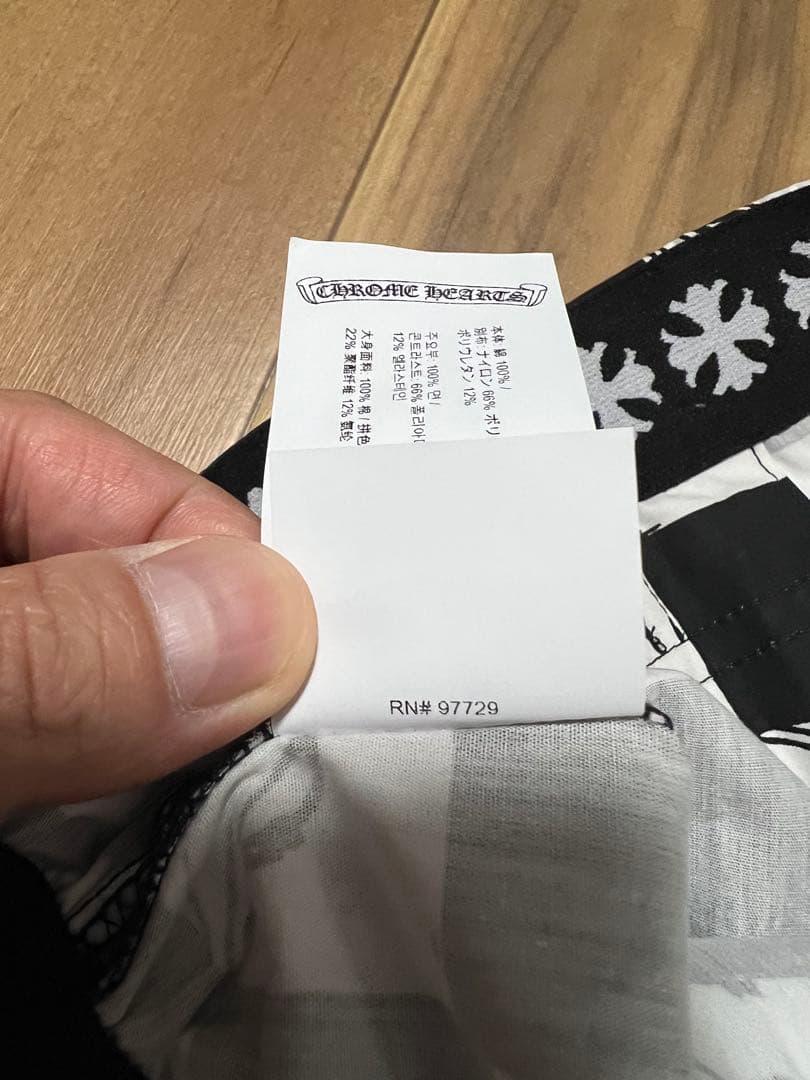 CHROME HEARTS
本体: 綿 100% /
別布: ナイロン 66% ポリ
ポリウレタン 12%
주요부: 100% 면 /
콘트라스트: 66% 폴리아
12% 엘라스테인
大身面料: 100% 棉 / 拼色
22% 聚酯纤维 12% 氨纶
RN# 97729